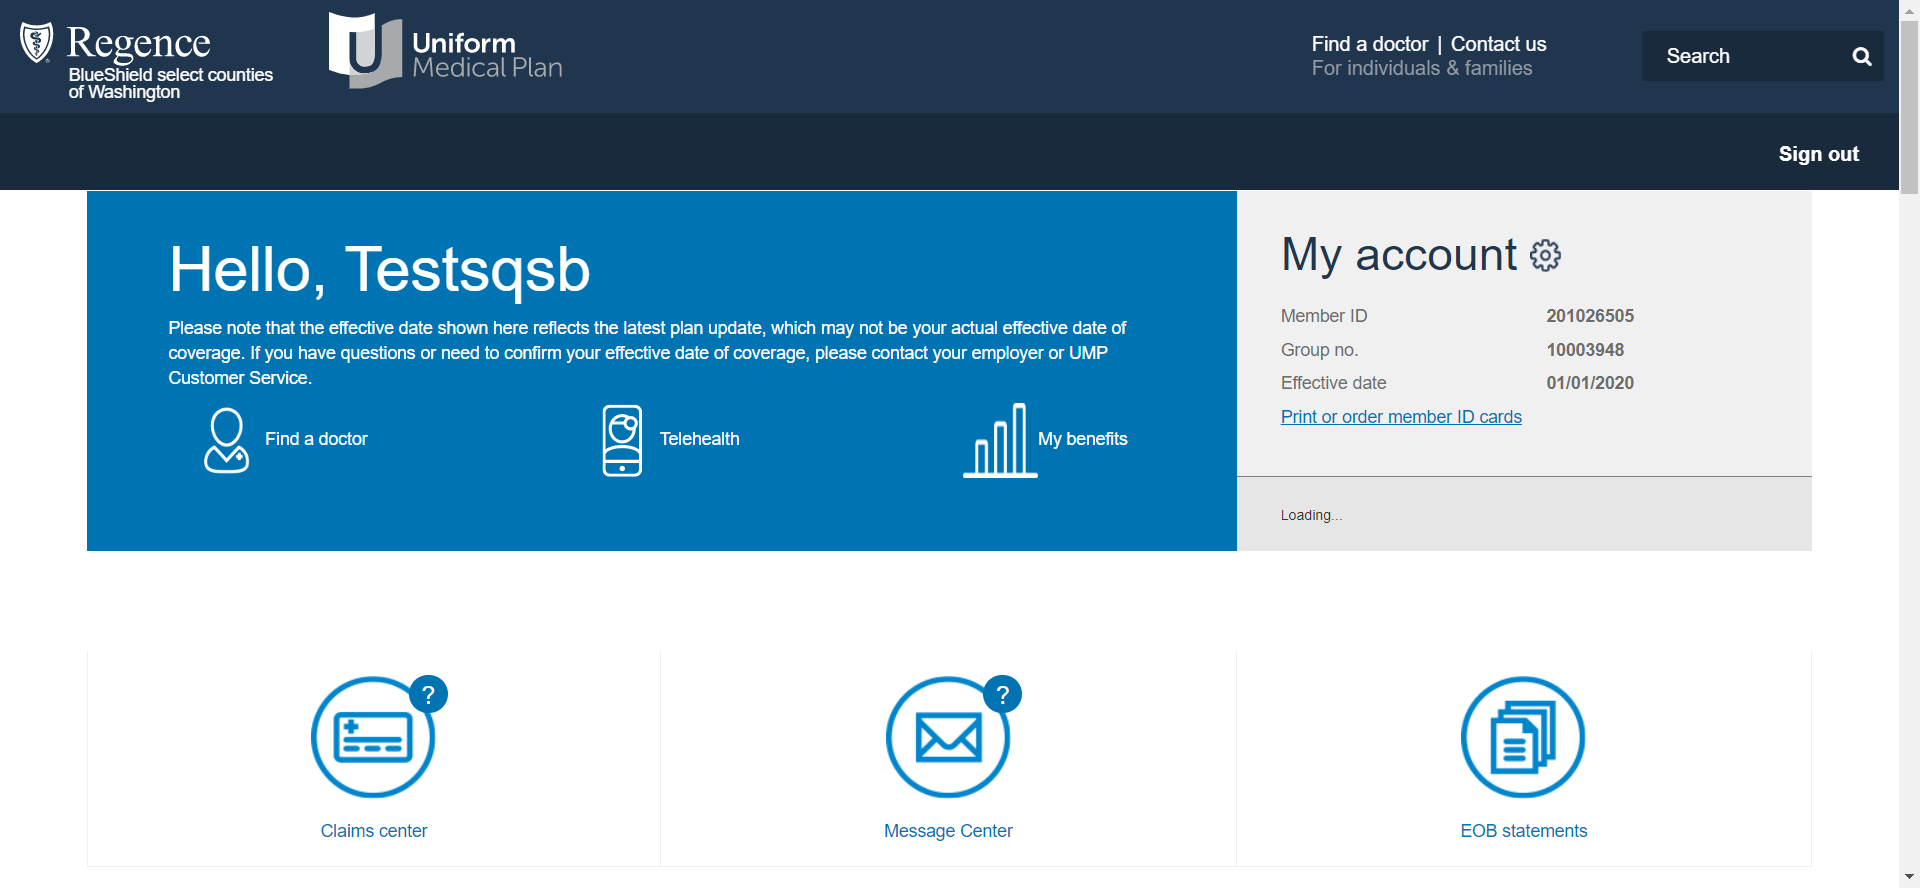 Regence
BlueShield select counties
of Washington
U
Uniform
Medical Plan
Find a doctor | Contact us
For individuals & families
Search
Sign out
Hello, Testsqsb
Please note that the effective date shown here reflects the latest plan update, which may not be your actual effective date of
coverage. If you have questions or need to confirm your effective date of coverage, please contact your employer or UMP
Customer Service.
Find a doctor
Telehealth
My benefits
My account
Member ID 201026505
Group no. 10003948
Effective date 01/01/2020
Print or order member ID cards
Loading...
?
Claims center
?
Message Center
EOB statements